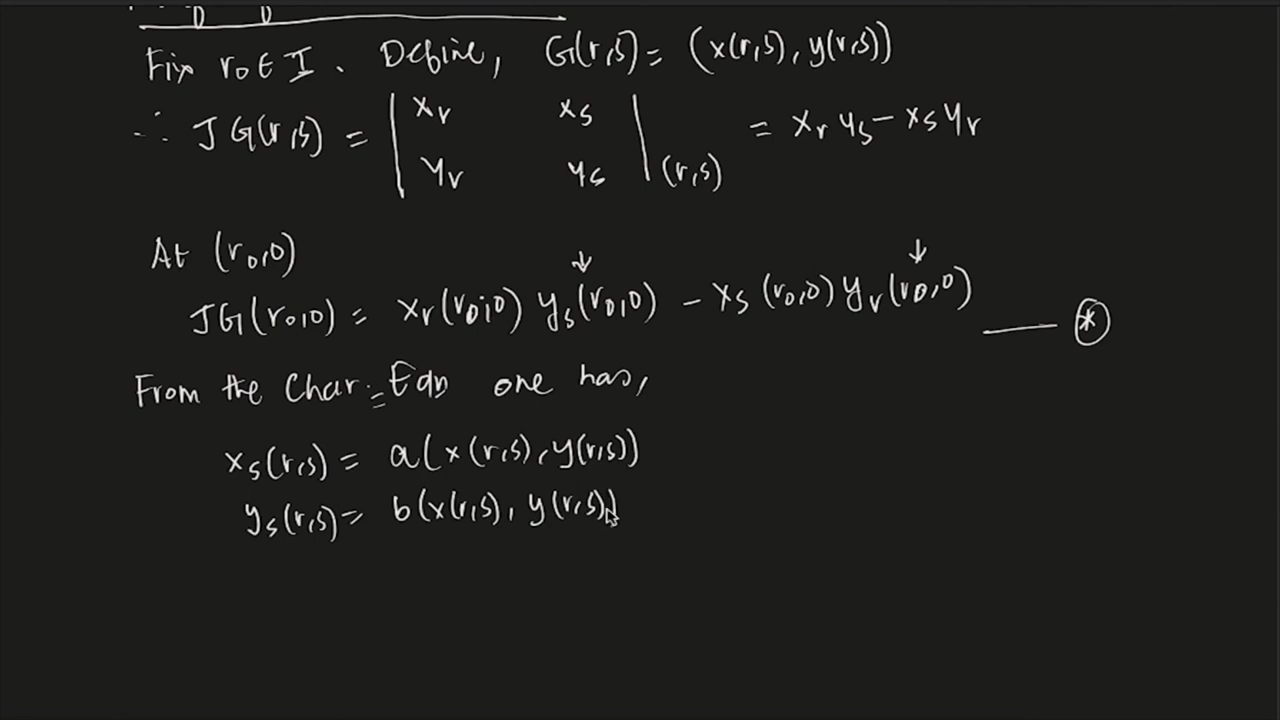 Fix r₀ ∈ I. Define, G(r,s) = (x(r,s), y(r,s))
∴ JG(r,s) = | x_r x_s |
| y_r y_s |_(r,s) = x_r y_s - x_s y_r
At (r₀,0)
↓ ↓
JG(r₀,0) = x_r(r₀,0) y_s(r₀,0) - x_s(r₀,0) y_r(r₀,0) —— ⊛
From the Char. Eqn one has,
x_s(r,s) = a(x(r,s), y(r,s))
y_s(r,s) = b(x(r,s), y(r,s))